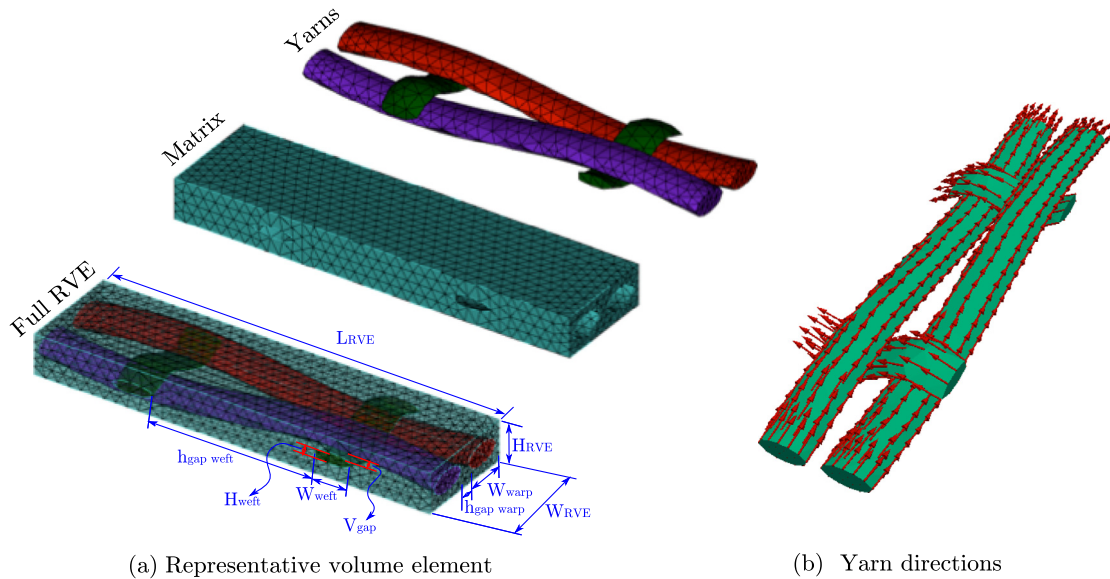 Yarns
Matrix
Full RVE
LRVE
HRVE
hgap weft
Wwarp
Hweft
Wweft
hgap warp
WRVE
Vgap
(a) Representative volume element
(b) Yarn directions